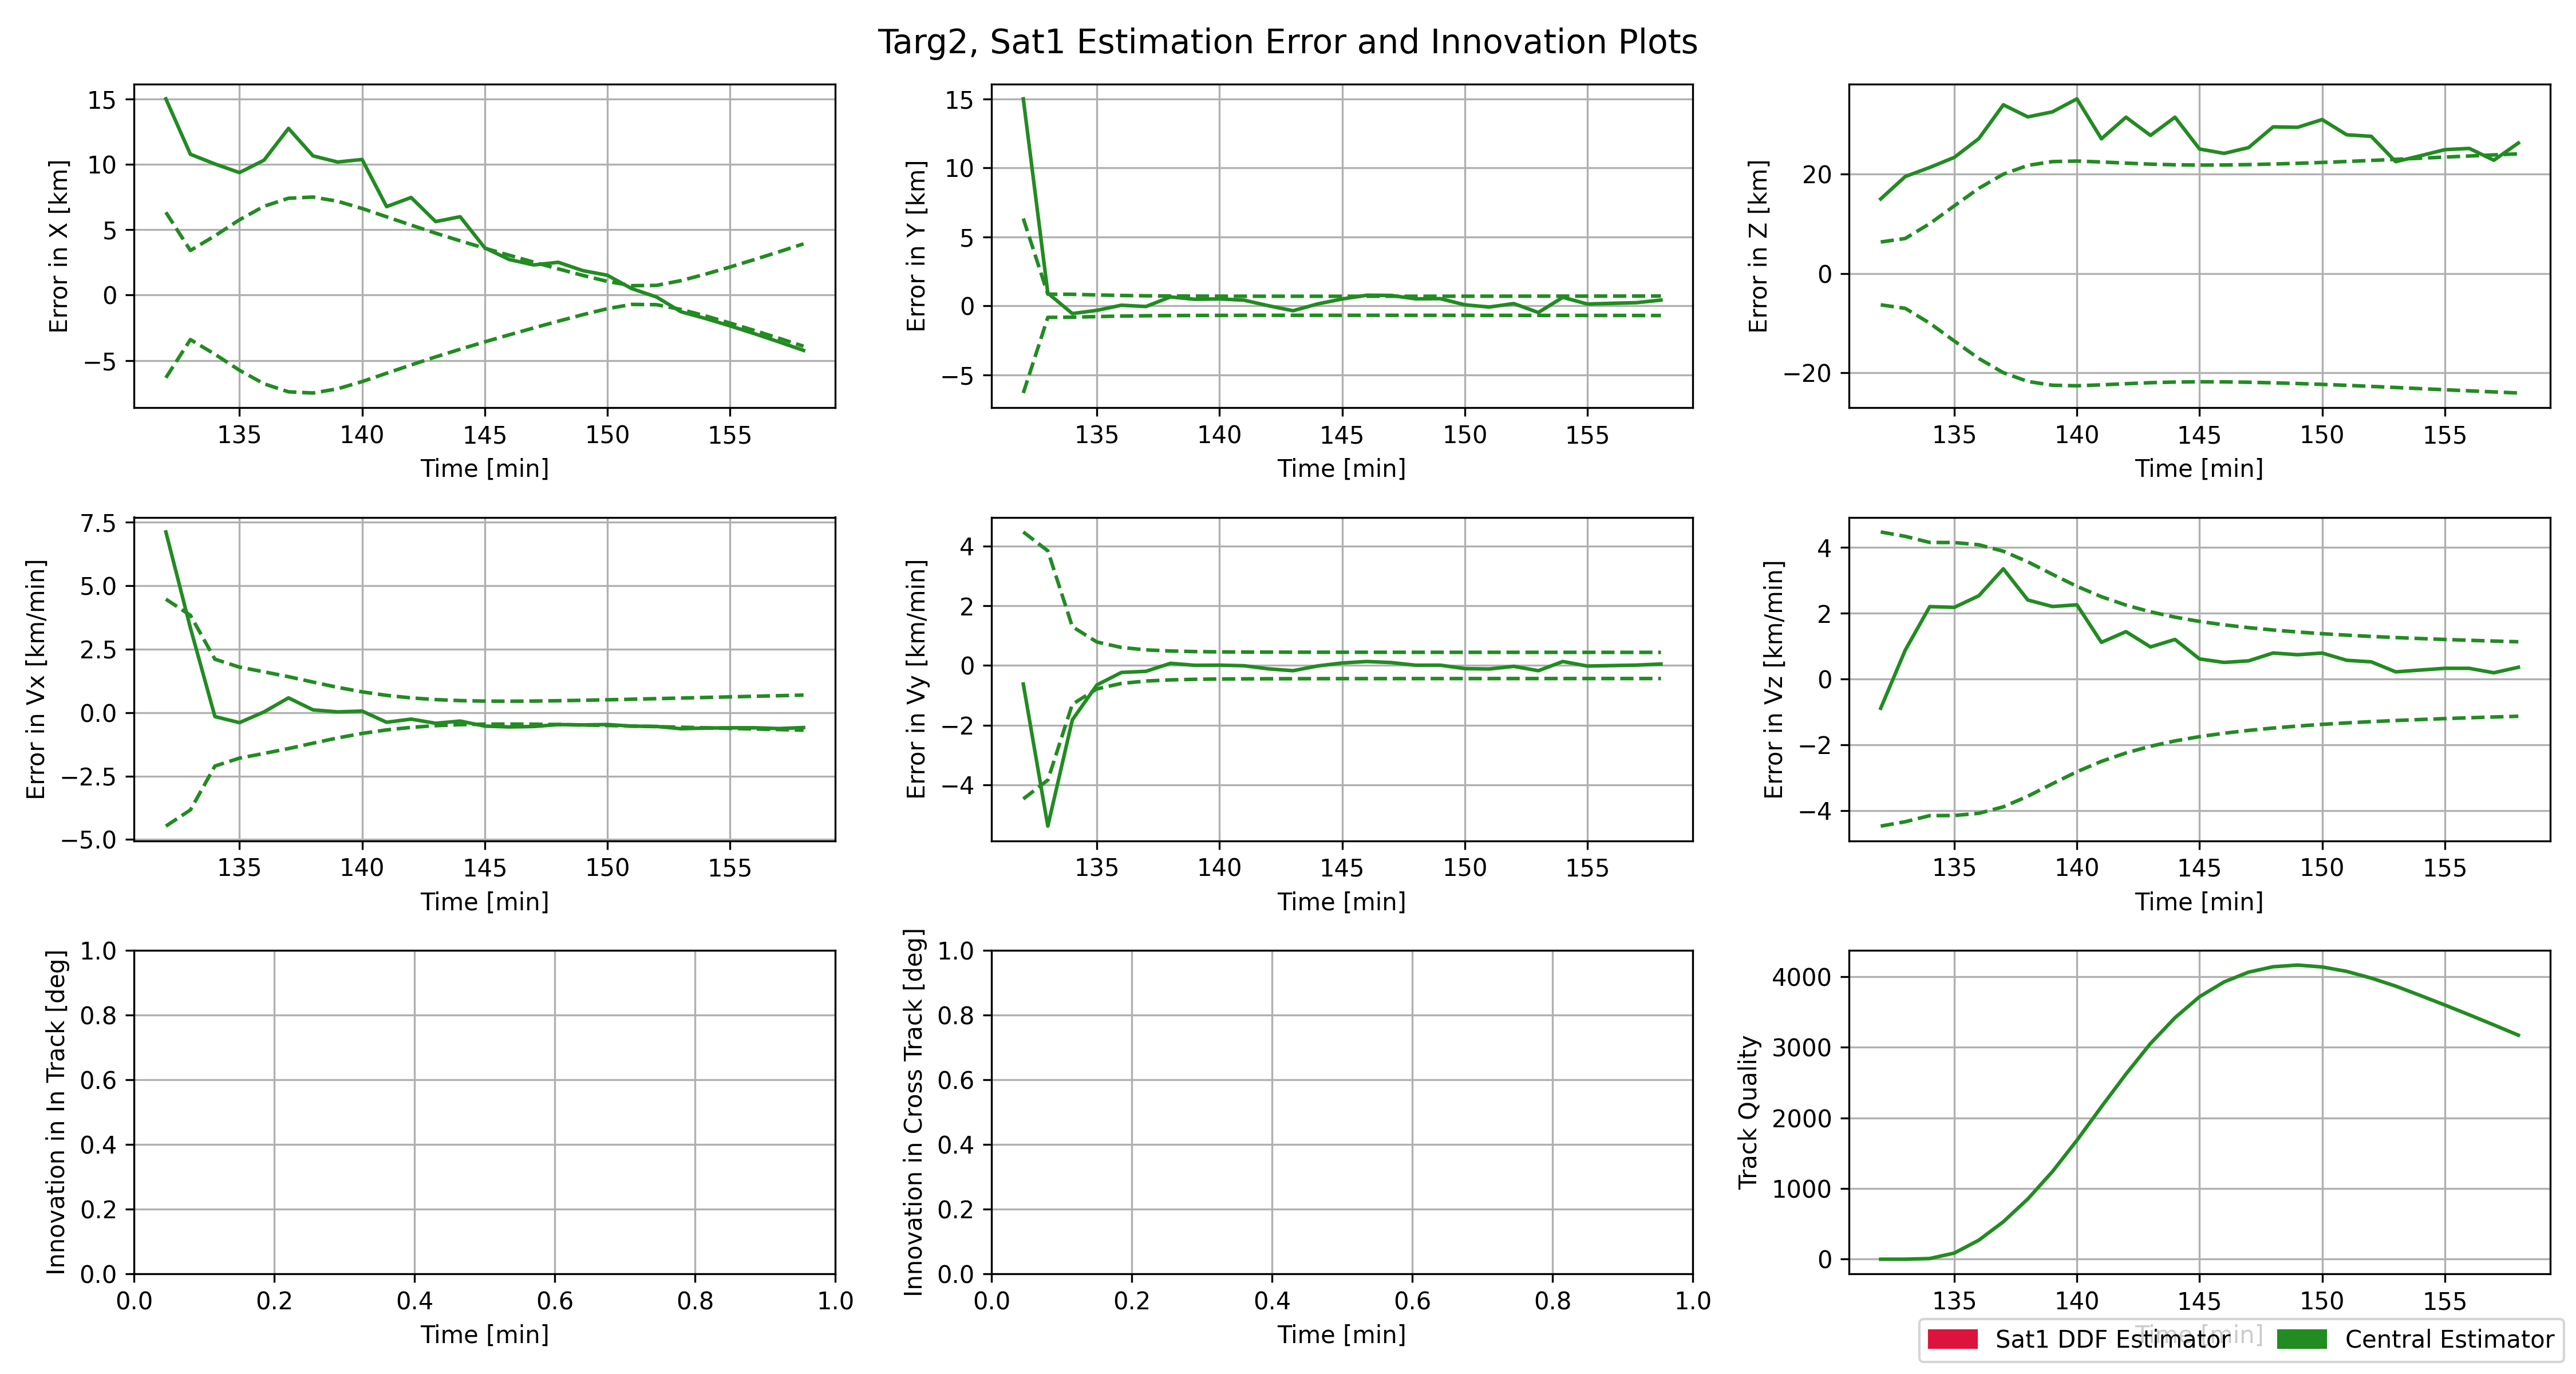 Targ2, Sat1 Estimation Error and Innovation Plots
Error in X [km]
15
10
5
0
−5
135 140 145 150 155
Time [min]
Error in Y [km]
15
10
5
0
−5
135 140 145 150 155
Time [min]
Error in Z [km]
20
0
−20
135 140 145 150 155
Time [min]
Error in Vx [km/min]
7.5
5.0
2.5
0.0
−2.5
−5.0
135 140 145 150 155
Time [min]
Error in Vy [km/min]
4
2
0
−2
−4
135 140 145 150 155
Time [min]
Error in Vz [km/min]
4
2
0
−2
−4
135 140 145 150 155
Time [min]
Innovation in In Track [deg]
1.0
0.8
0.6
0.4
0.2
0.0
0.0 0.2 0.4 0.6 0.8 1.0
Time [min]
Innovation in Cross Track [deg]
1.0
0.8
0.6
0.4
0.2
0.0
0.0 0.2 0.4 0.6 0.8 1.0
Time [min]
Track Quality
4000
3000
2000
1000
0
135 140 145 150 155
Time [min]
Sat1 DDF Estimator Central Estimator